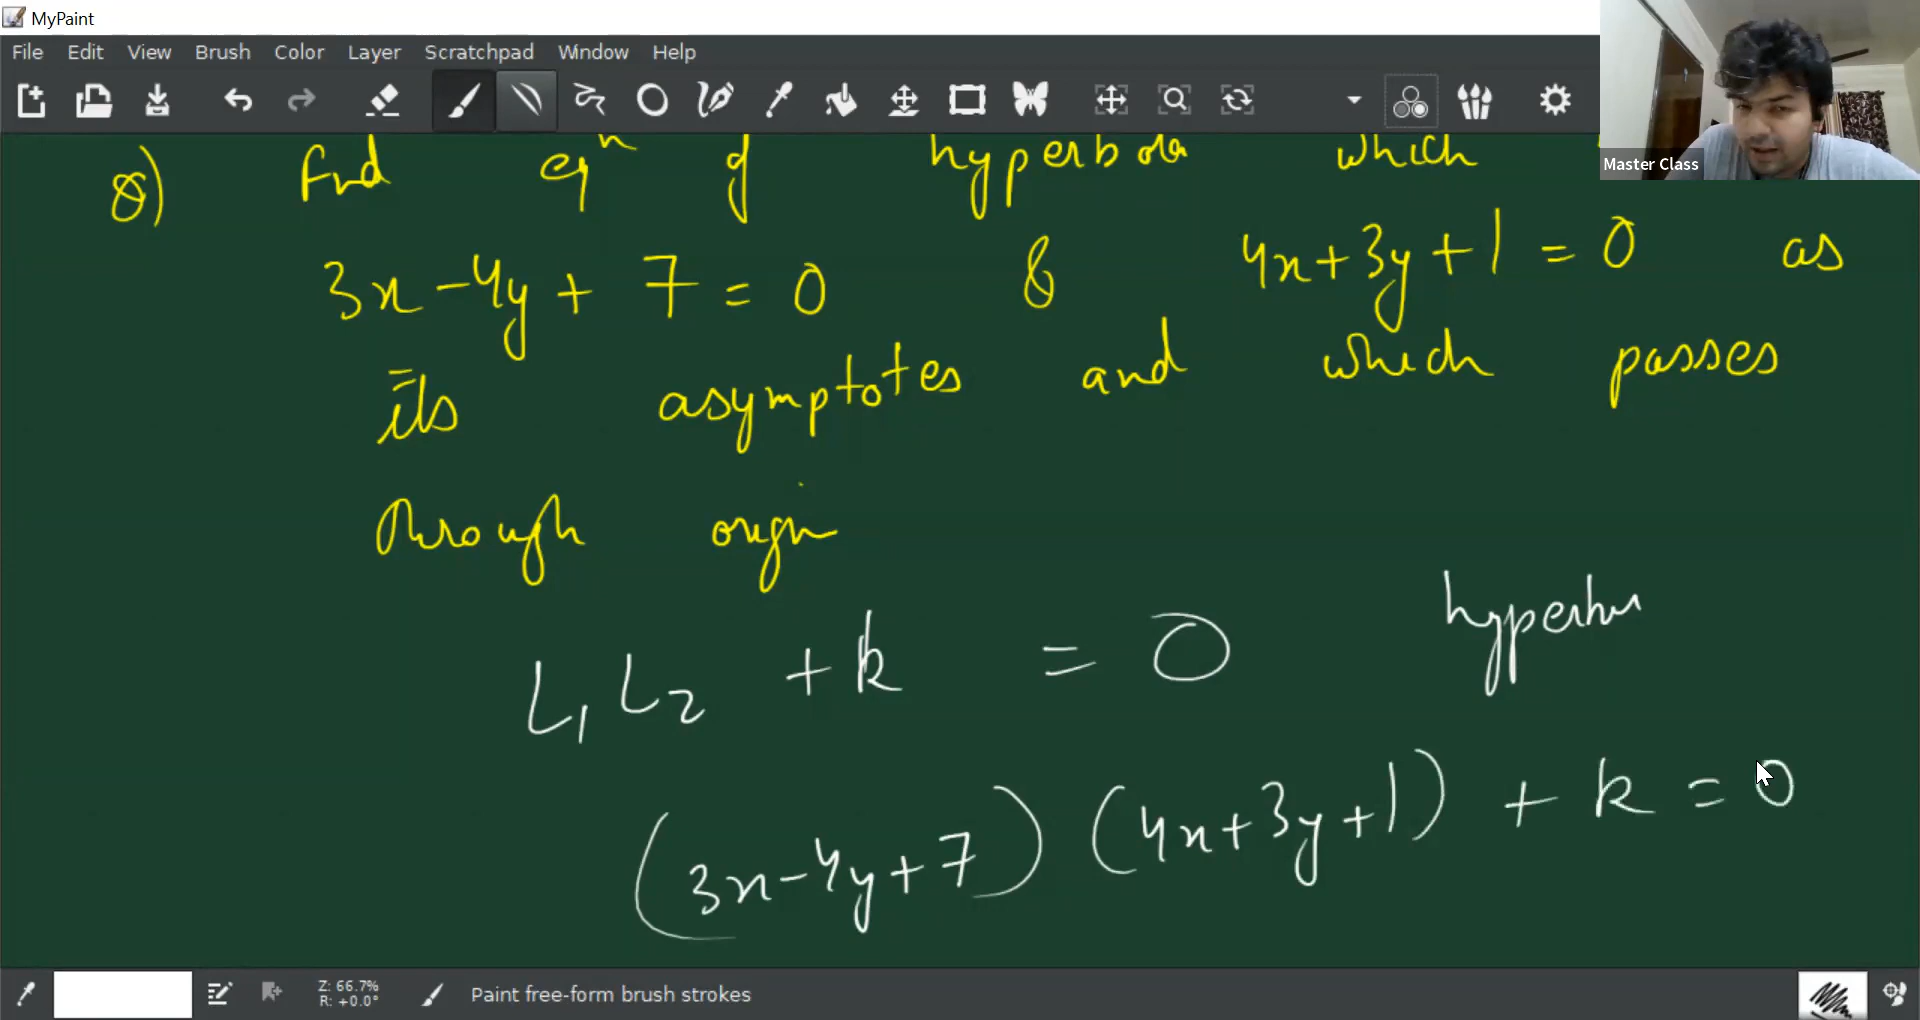 MyPaint
File Edit View Brush Color Layer Scratchpad Window Help
Master Class
Q) Find eqn of hyperbola which
3x-4y+7=0 & 4x+3y+1=0 as
its asymptotes and which passes
through origin
L1L2 +k = 0
(3x-4y+7)(4x+3y+1)+k=0
Z: 66.7%
R: +0.0°
Paint free-form brush strokes